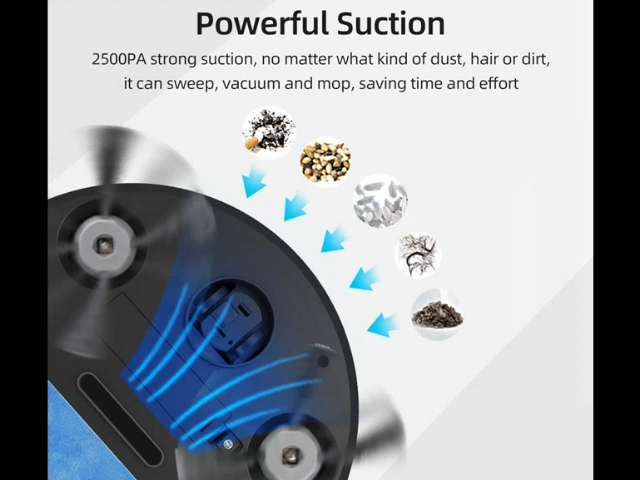 Powerful Suction
2500PA strong suction, no matter what kind of dust, hair or dirt,
it can sweep, vacuum and mop, saving time and effort